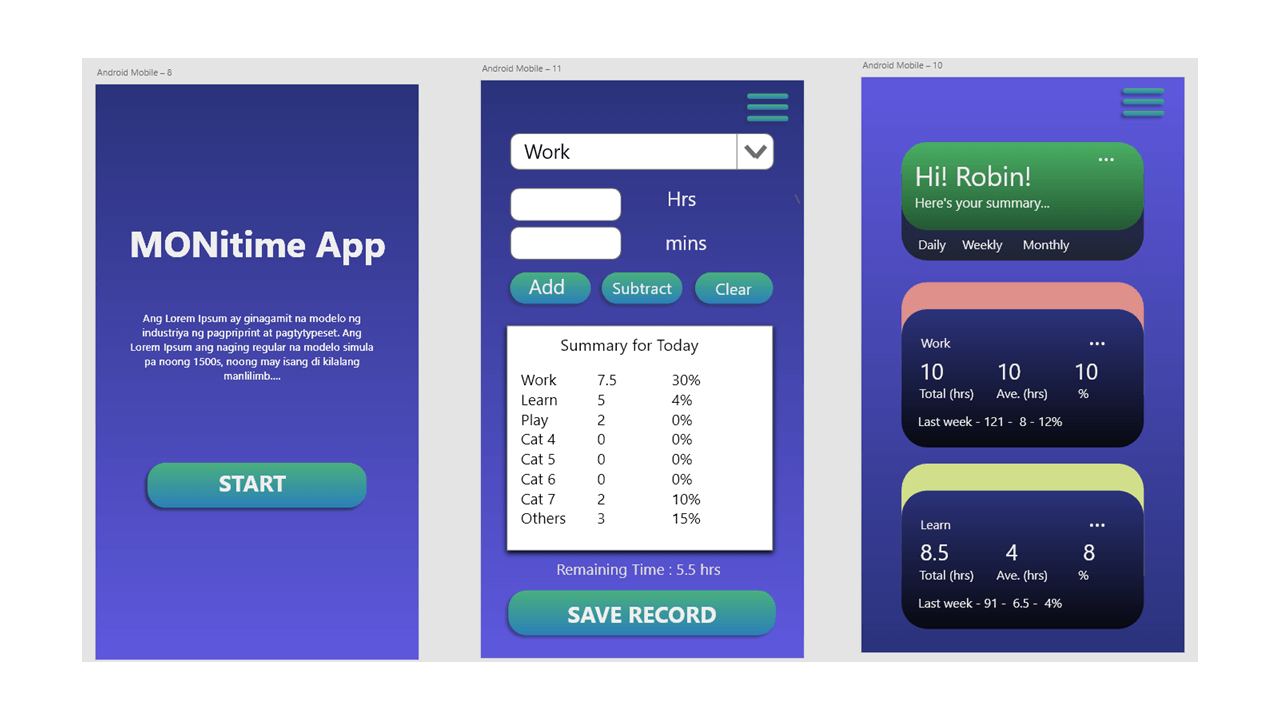 Android Mobile – 8
MONitime App
Ang Lorem Ipsum ay ginagamit na modelo ng
industriya ng pagpriprint at pagtytypeset. Ang
Lorem Ipsum ang naging regular na modelo simula
pa noong 1500s, noong may isang di kilalang
manlilimb....
START
Android Mobile – 11
Work
Hrs
mins
Add Subtract Clear
Summary for Today
Work 7.5 30%
Learn 5 4%
Play 2 0%
Cat 4 0 0%
Cat 5 0 0%
Cat 6 0 0%
Cat 7 2 10%
Others 3 15%
Remaining Time : 5.5 hrs
SAVE RECORD
Android Mobile – 10
Hi! Robin!
Here's your summary...
Daily Weekly Monthly
Work
10 10 10
Total (hrs) Ave. (hrs) %
Last week - 121 - 8 - 12%
Learn
8.5 4 8
Total (hrs) Ave. (hrs) %
Last week - 91 - 6.5 - 4%